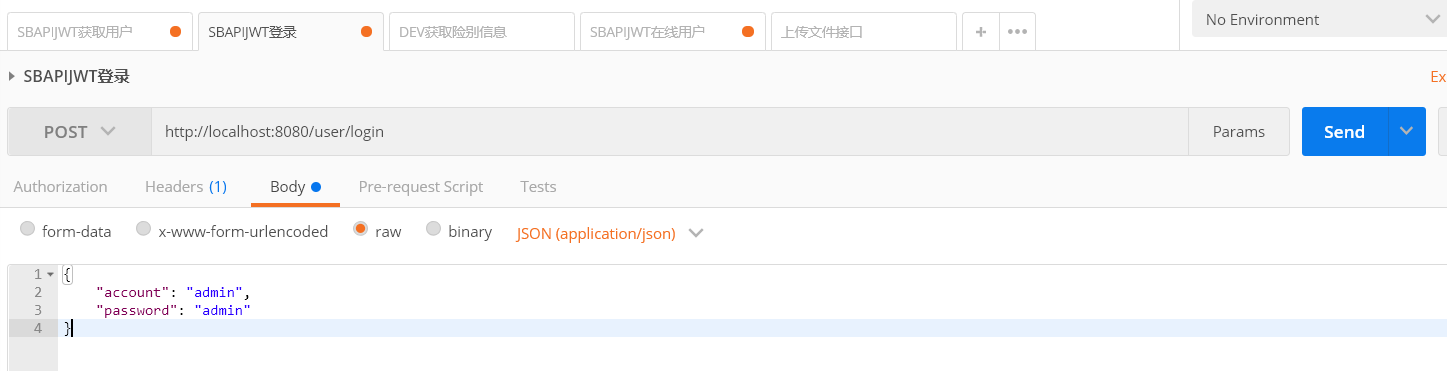 SBAPIJWT获取用户 SBAPIJWT登录 DEV获取险别信息 SBAPIJWT在线用户 上传文件接口 + ••• No Environment
SBAPIJWT登录 Ex
POST http://localhost:8080/user/login Params Send
Authorization Headers (1) Body Pre-request Script Tests
form-data x-www-form-urlencoded raw binary JSON (application/json)
1 {
2 "account": "admin",
3 "password": "admin"
4 }